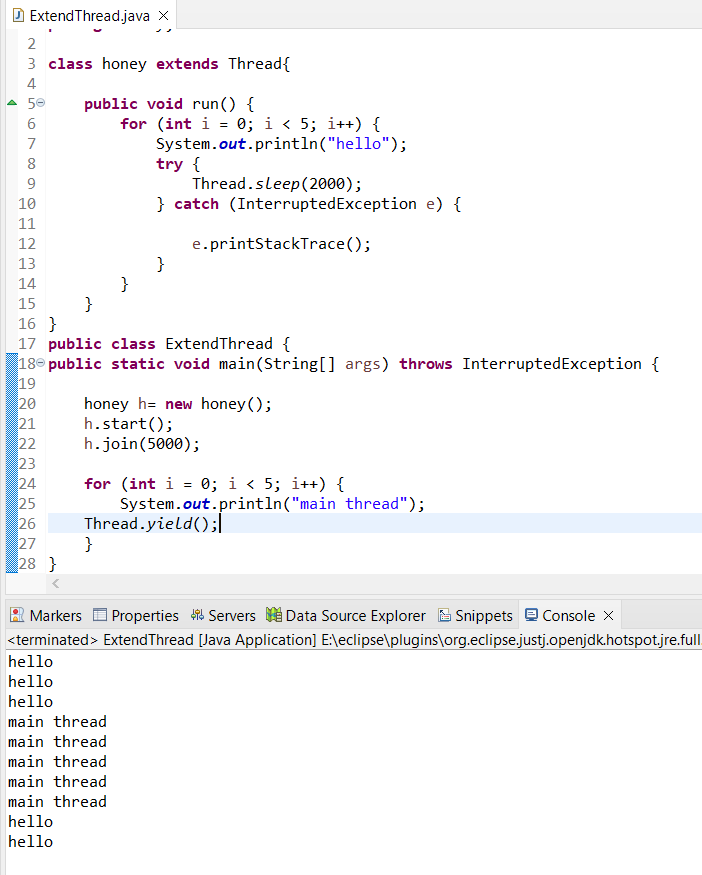 ExtendThread.java
2
3 class honey extends Thread{
4
5 public void run() {
6 for (int i = 0; i < 5; i++) {
7 System.out.println("hello");
8 try {
9 Thread.sleep(2000);
10 } catch (InterruptedException e) {
11
12 e.printStackTrace();
13 }
14 }
15 }
16 }
17 public class ExtendThread {
18 public static void main(String[] args) throws InterruptedException {
19
20 honey h= new honey();
21 h.start();
22 h.join(5000);
23
24 for (int i = 0; i < 5; i++) {
25 System.out.println("main thread");
26 Thread.yield();
27 }
28 }
Markers Properties Servers Data Source Explorer Snippets Console
<terminated> ExtendThread [Java Application] E:\eclipse\plugins\org.eclipse.justj.openjdk.hotspot.jre.full
hello
hello
hello
main thread
main thread
main thread
main thread
main thread
hello
hello